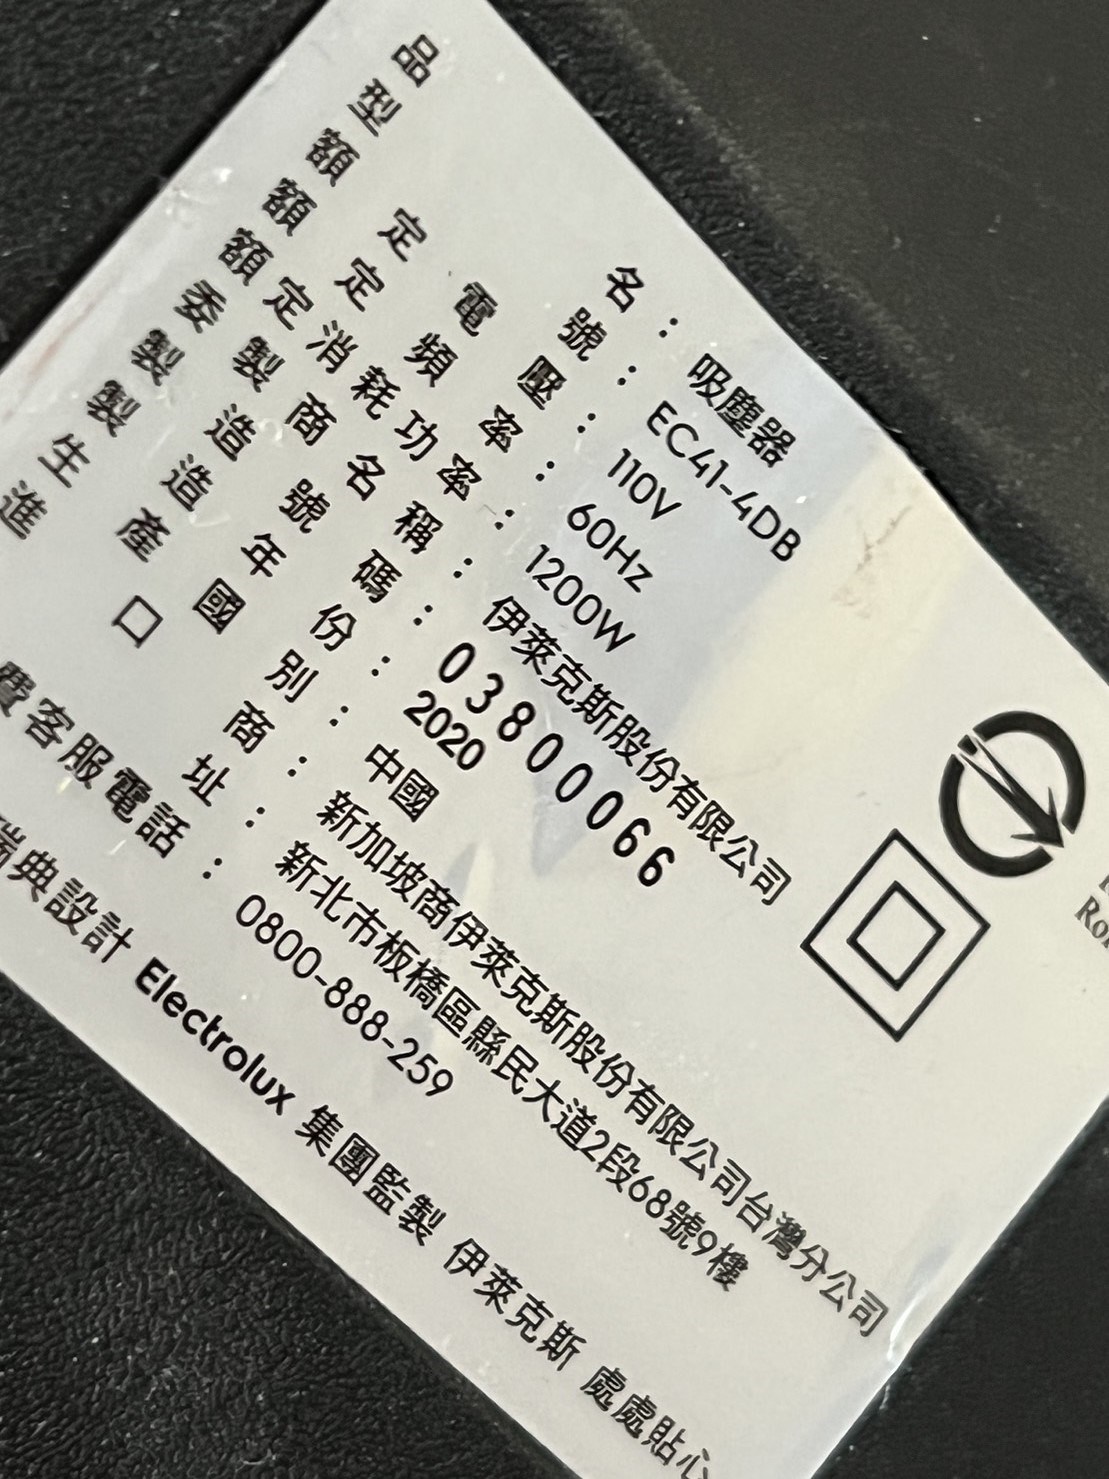 品名：吸塵器
型號：EC41-4DB
額定電壓：110V
額定頻率：60Hz
額定消耗功率：1200W
委製商名稱：伊萊克斯股份有限公司
製造號碼：03800066
製造年份：2020
生產國別：中國
進口商：新加坡商伊萊克斯股份有限公司台灣分公司
址：新北市板橋區縣民大道2段68號9樓
費客服電話：0800-888-259
瑞典設計 Electrolux 集團監製 伊萊克斯 處處貼心